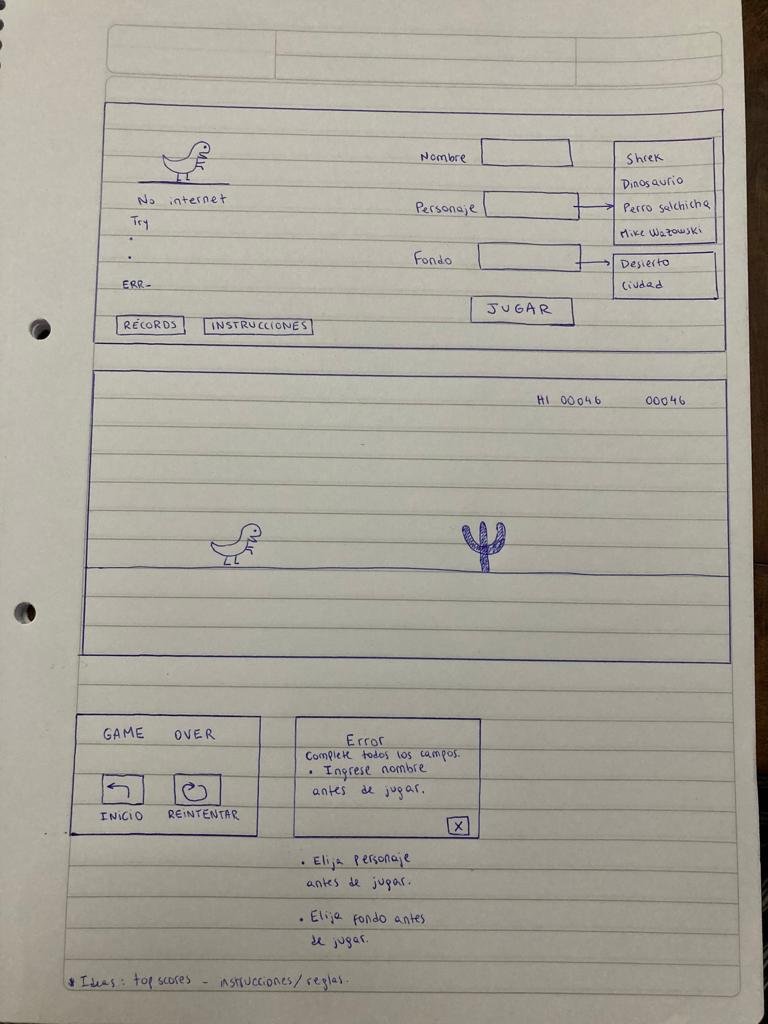 No internet
Try
.
.
ERR-
RÉCORDS
INSTRUCCIONES
Nombre
Personaje
Fondo
JUGAR
Shrek
Dinosaurio
Perro salchicha
Mike Wazowski
Desierto
Ciudad
HI 00046 00046
GAME OVER
INICIO REINTENTAR
Error
Complete todos los campos.
• Ingrese nombre
antes de jugar.
X
• Elija personaje
antes de jugar.
• Elija fondo antes
de jugar.
* Ideas: top scores - instrucciones/reglas.